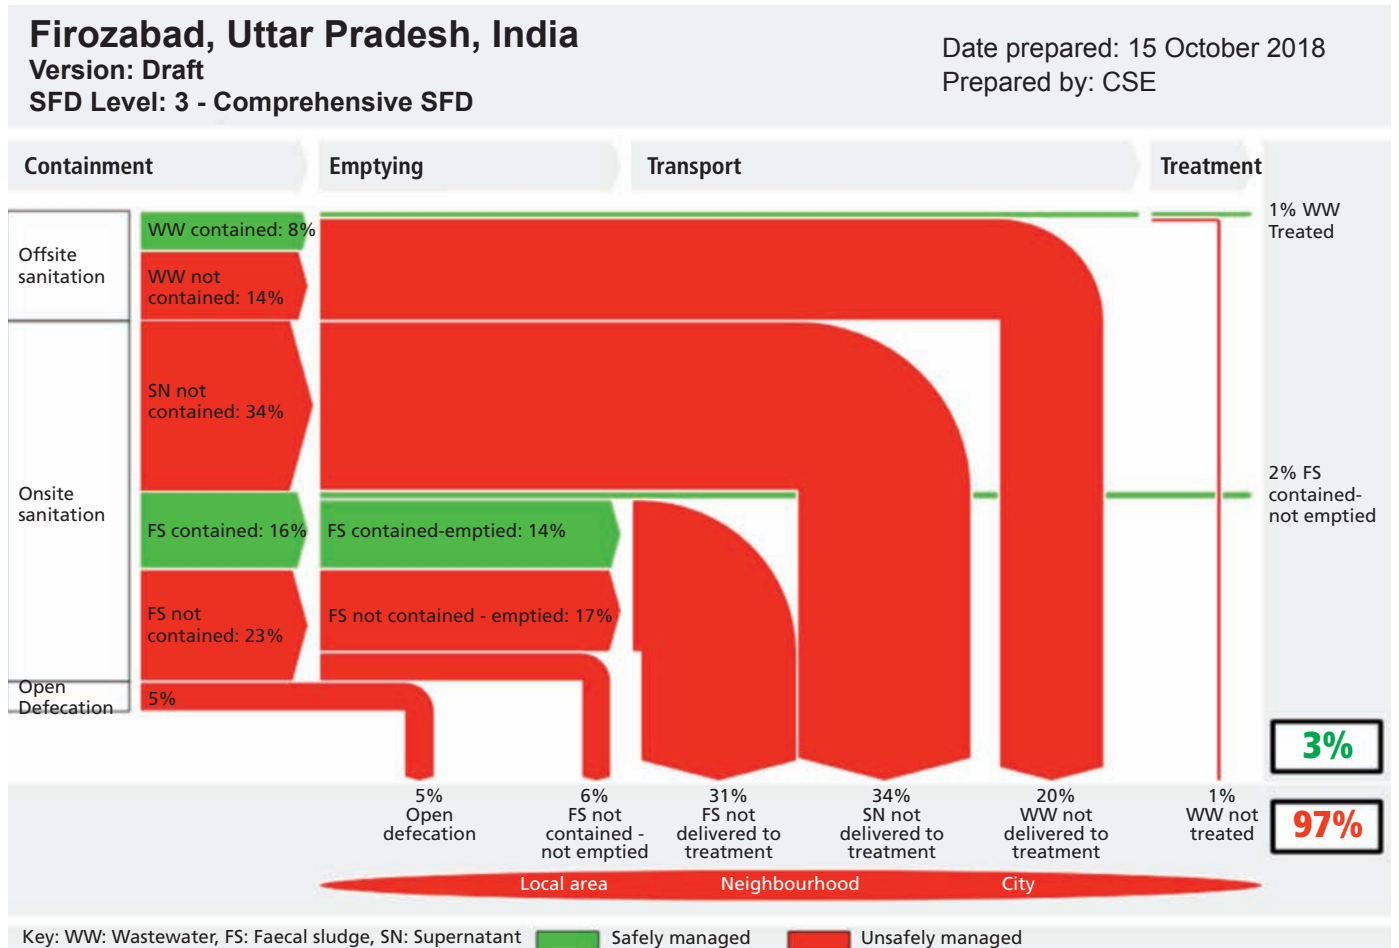 Firozabad, Uttar Pradesh, India
Version: Draft
SFD Level: 3 - Comprehensive SFD
Date prepared: 15 October 2018
Prepared by: CSE
Containment
Emptying
Transport
Treatment
Offsite
sanitation
WW contained: 8%
WW not
contained: 14%
1% WW
Treated
Onsite
sanitation
SN not
contained: 34%
FS contained: 16%
FS contained-emptied: 14%
FS not
contained: 23%
FS not contained - emptied: 17%
2% FS
contained-
not emptied
Open
Defecation
5%
3%
97%
5%
Open
defecation
6%
FS not
contained -
not emptied
31%
FS not
delivered to
treatment
34%
SN not
delivered to
treatment
20%
WW not
delivered to
treatment
1%
WW not
treated
Local area
Neighbourhood
City
Key: WW: Wastewater, FS: Faecal sludge, SN: Supernatant
Safely managed
Unsafely managed